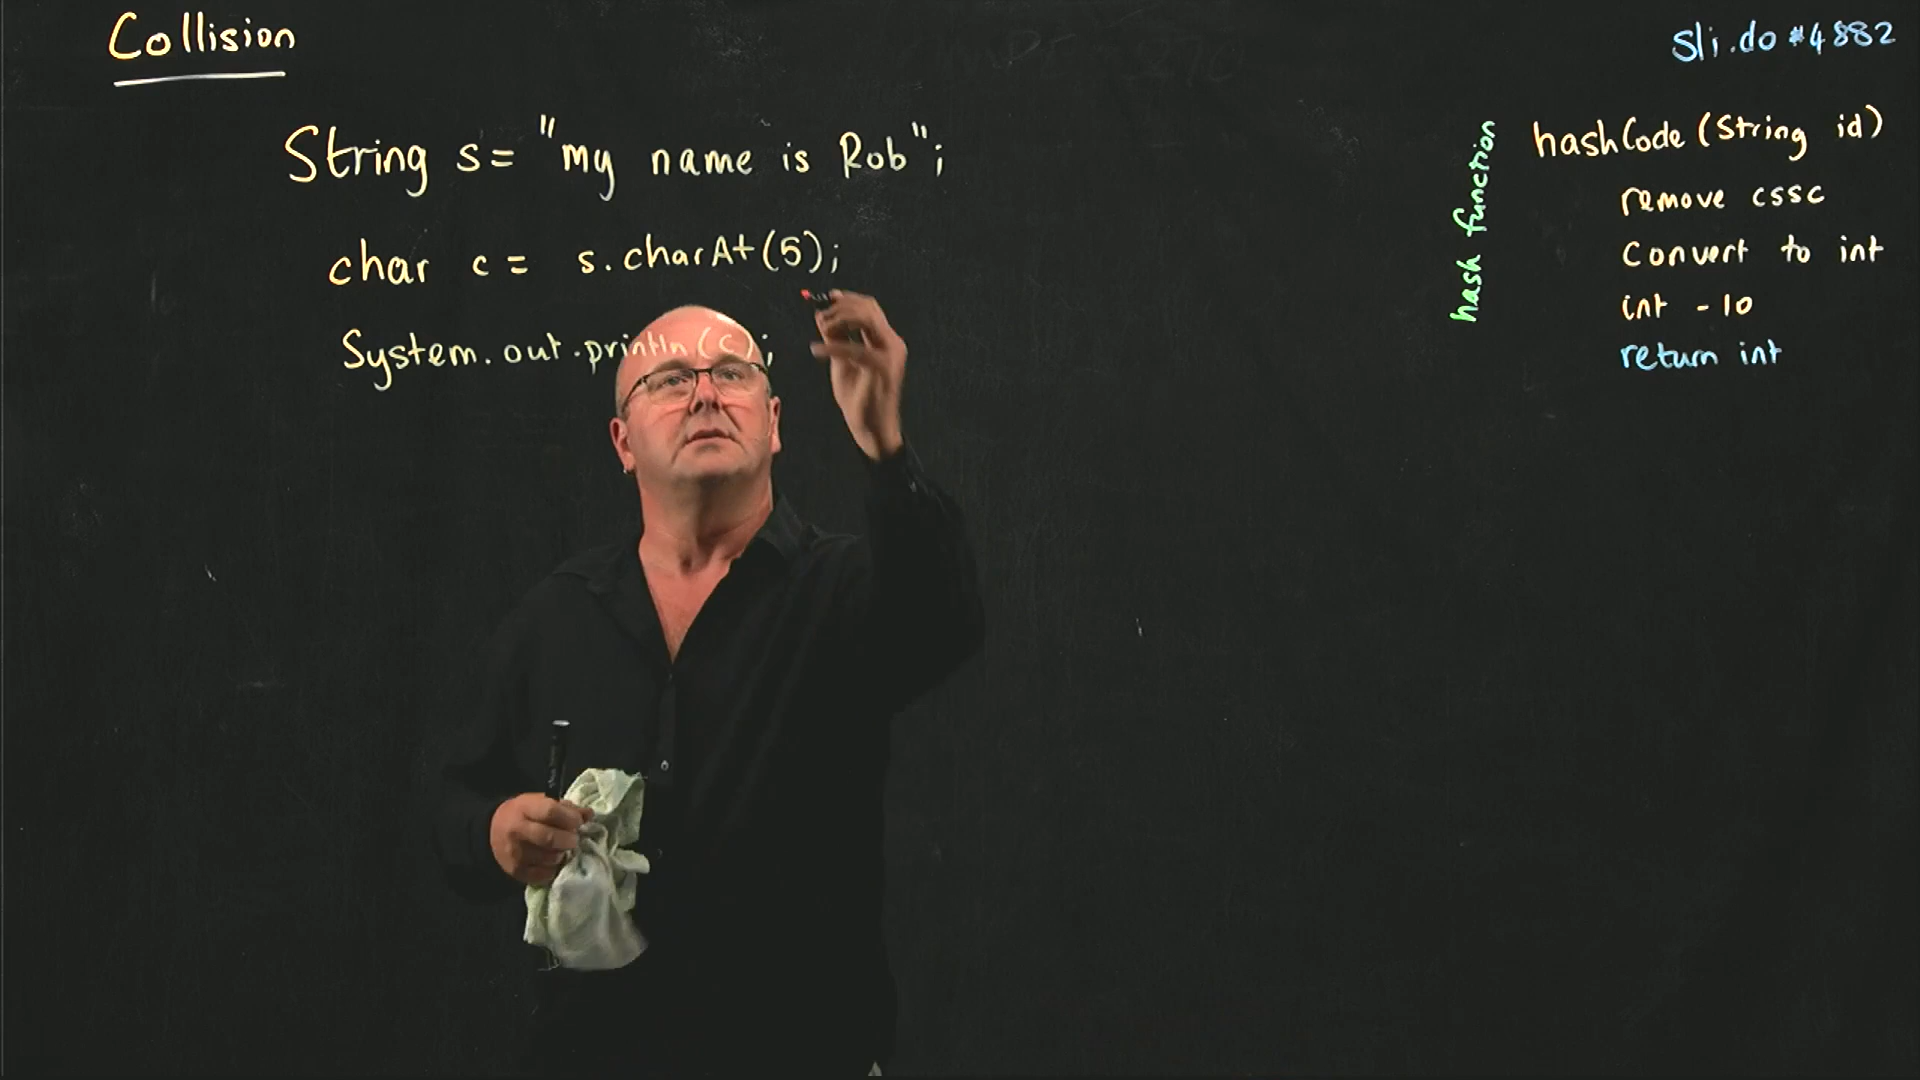 Collision
String s = "my name is Rob";
char c = s.charAt(5);
System.out.println(c);
sli.do #4882
hash function
hashCode(String id)
remove cssc
Convert to int
int - 10
return int